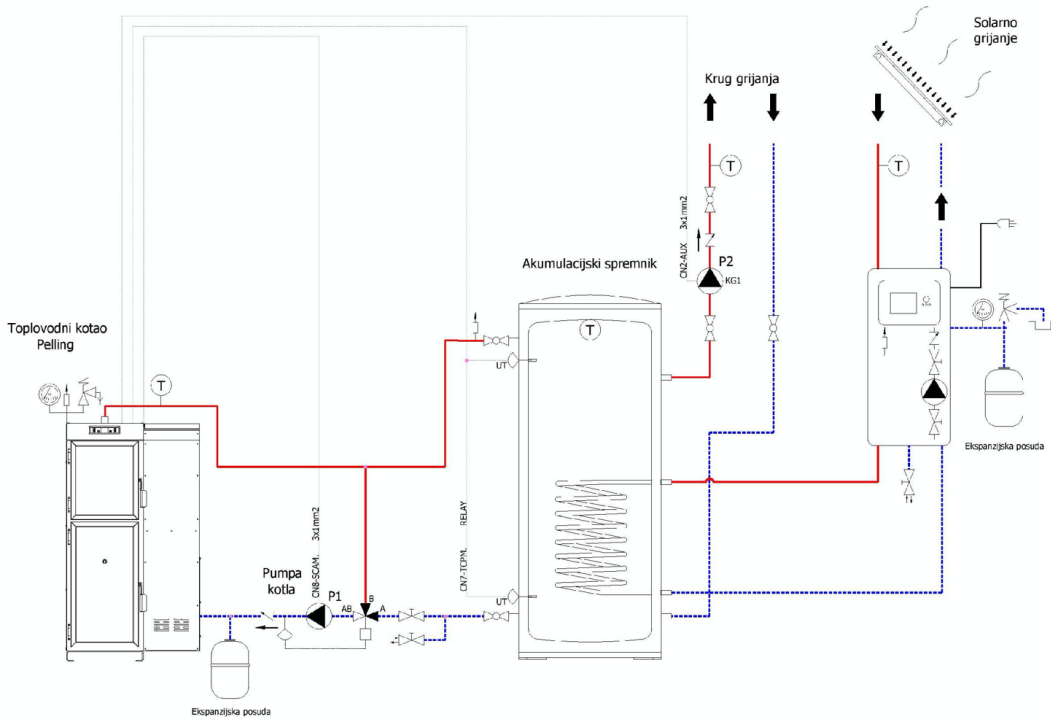 Solarno
grijanje
Krug grijanja
T
T
CN2-AUX 3x1mm2
P2
KG1
Akumulacijski spremnik
T
Toplovodni kotao
Pelling
T
UT
Ekspanzijska posuda
CN8-SCAM. 3x1mm2
CN7-TCPM. RELAY
Pumpa
kotla
P1
B
AB
A
UT
Ekspanzijska posuda